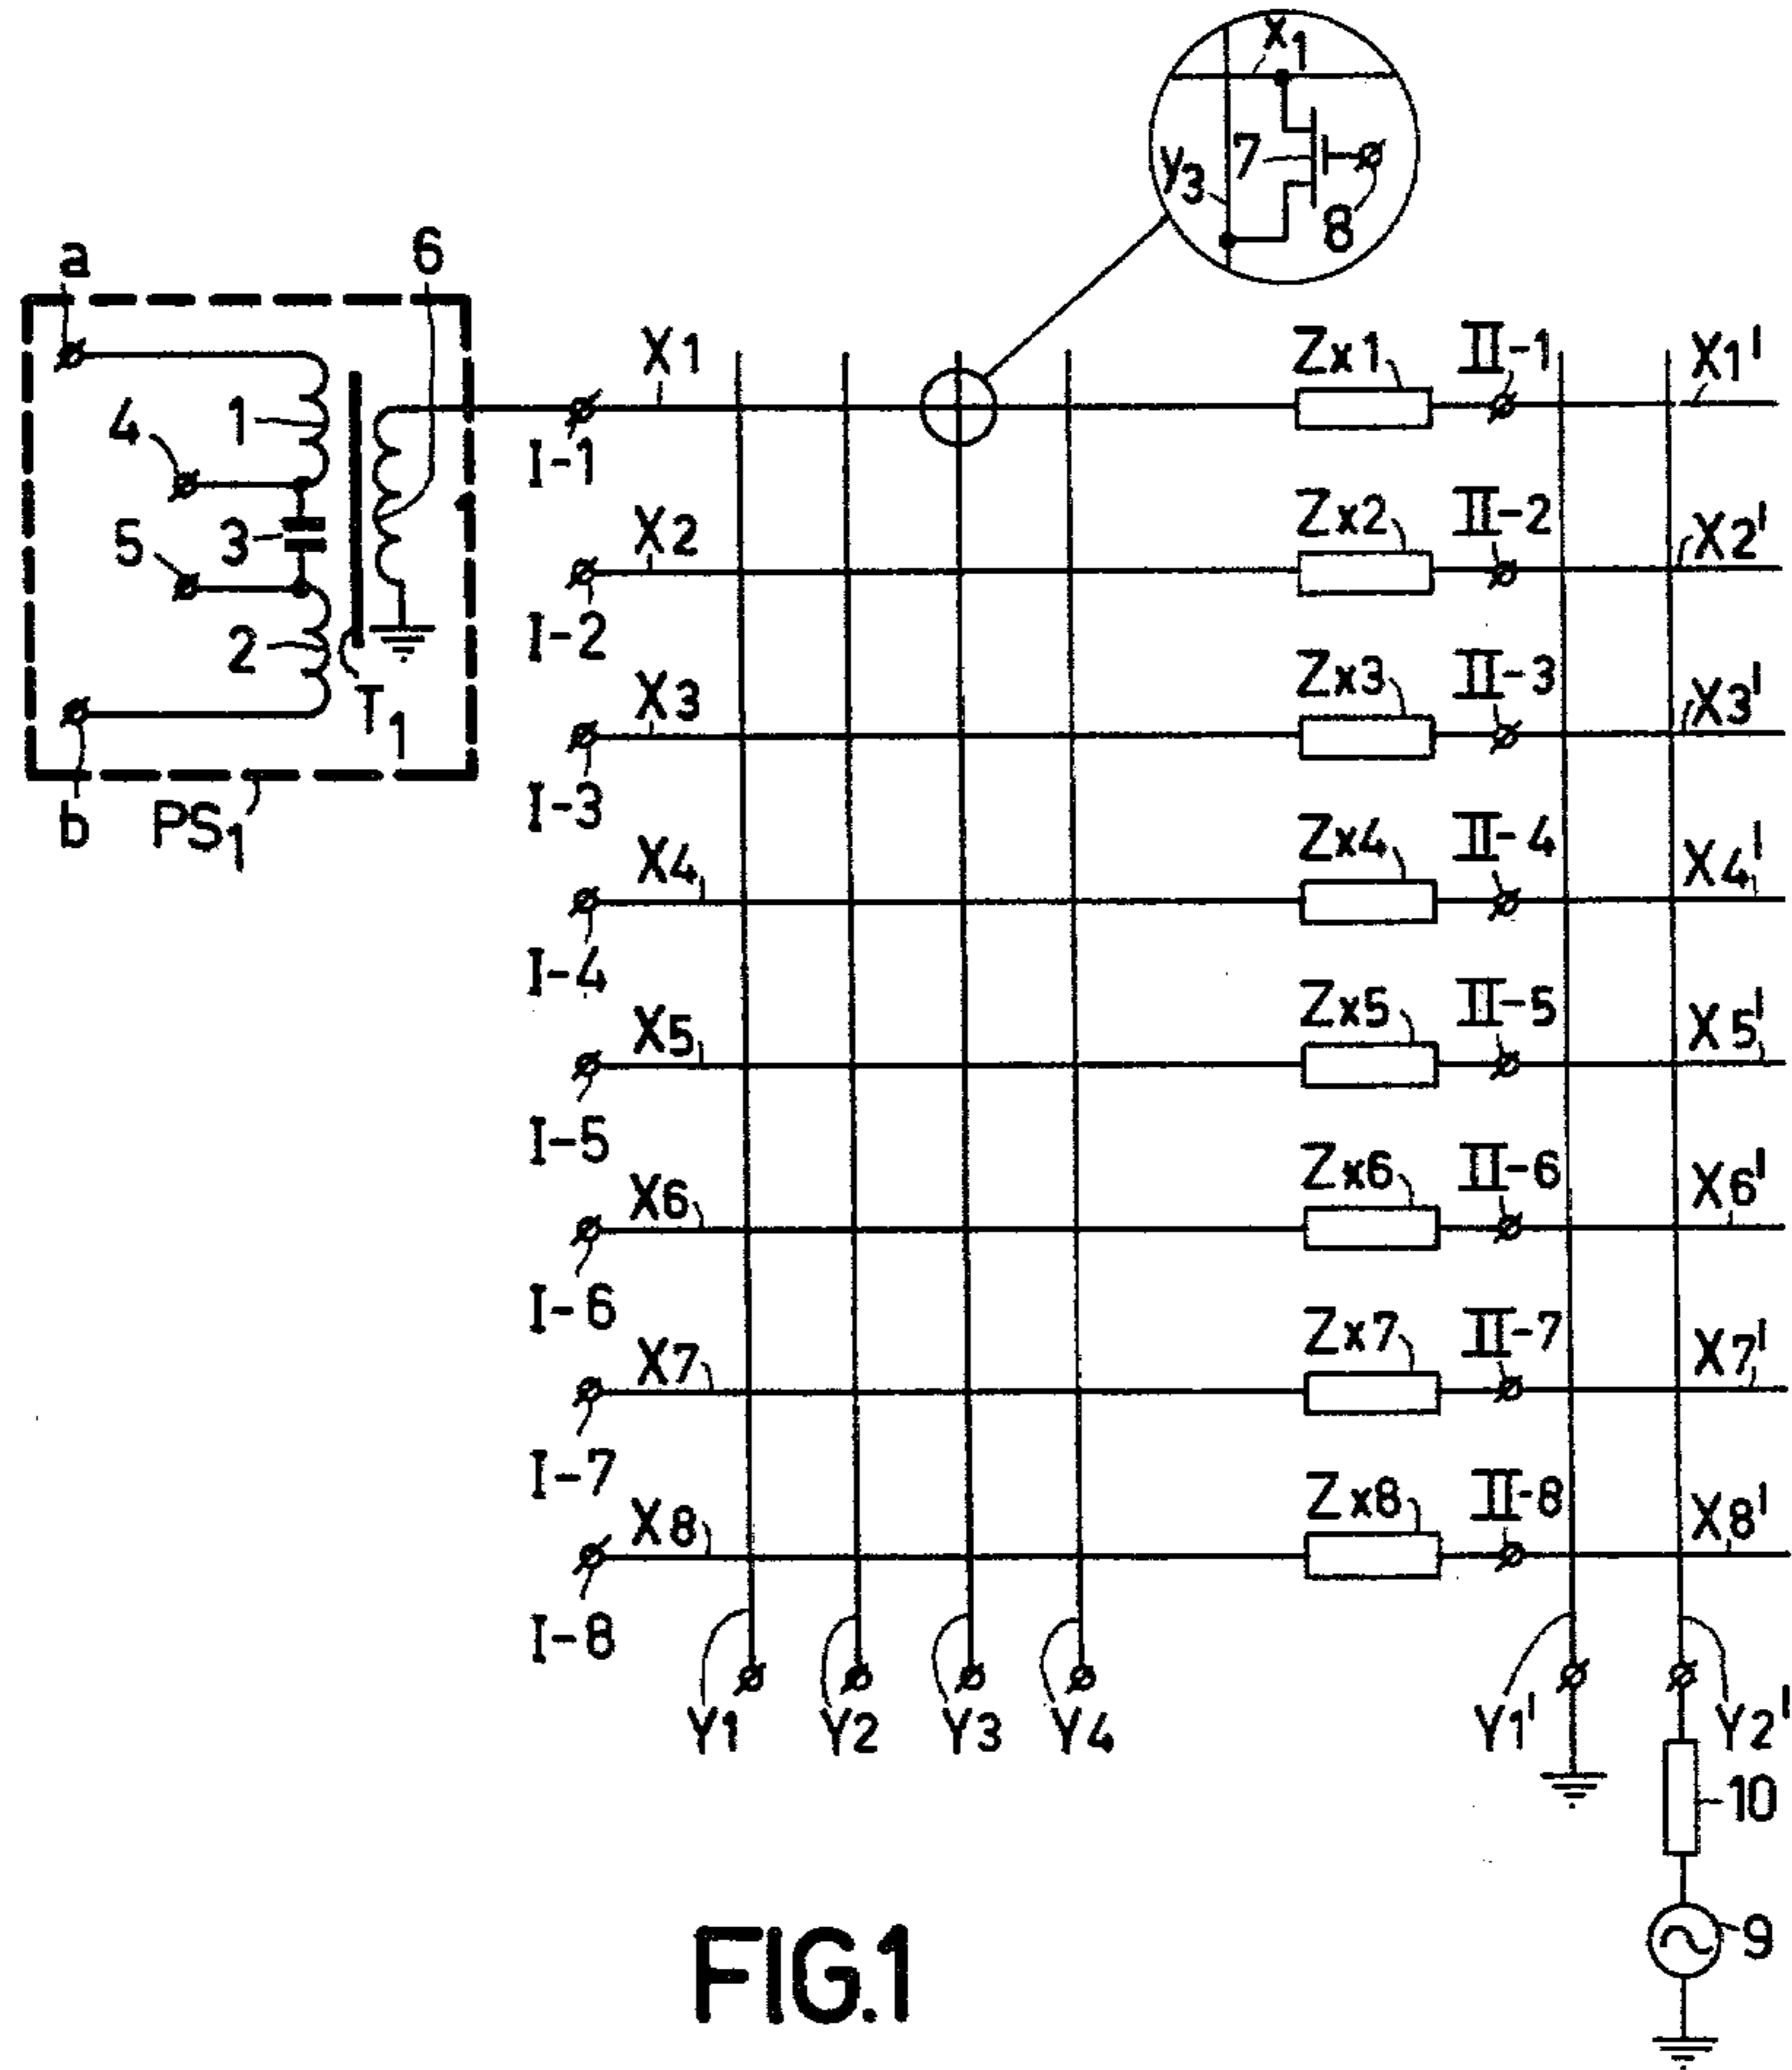 X1
7
Y3
8
a
6
X1
Zx1
II-1
X1'
4
1
I-1
5
3
X2
Zx2
II-2
X2'
2
I-2
T1
X3
Zx3
II-3
X3'
b
PS1
I-3
X4
Zx4
II-4
X4'
I-4
X5
Zx5
II-5
X5'
I-5
X6
Zx6
II-6
X6'
I-6
X7
Zx7
II-7
X7'
I-7
X8
Zx8
II-8
X8'
I-8
Y1 Y2 Y3 Y4 Y1' Y2'
10
9
FIG.1